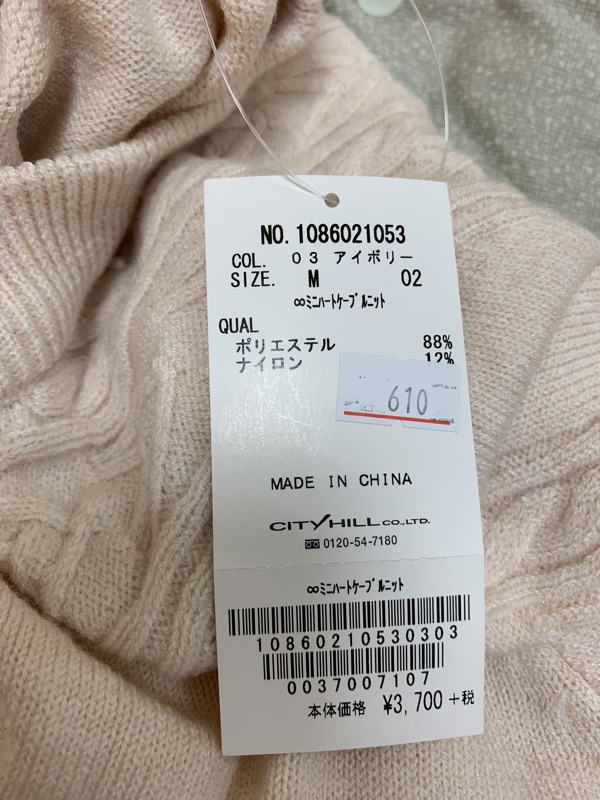 NO. 1086021053
COL. 03 アイボリー
SIZE. M 02
∞ﾐﾆﾊｰﾄｹｰﾌﾞﾙﾆｯﾄ
QUAL
ポリエステル 88%
ナイロン 12%
610
MADE IN CHINA
CITYHILL CO.,LTD.
0120-54-7180
∞ﾐﾆﾊｰﾄｹｰﾌﾞﾙﾆｯﾄ
10860210530303
0037007107
本体価格 ¥3,700 +税